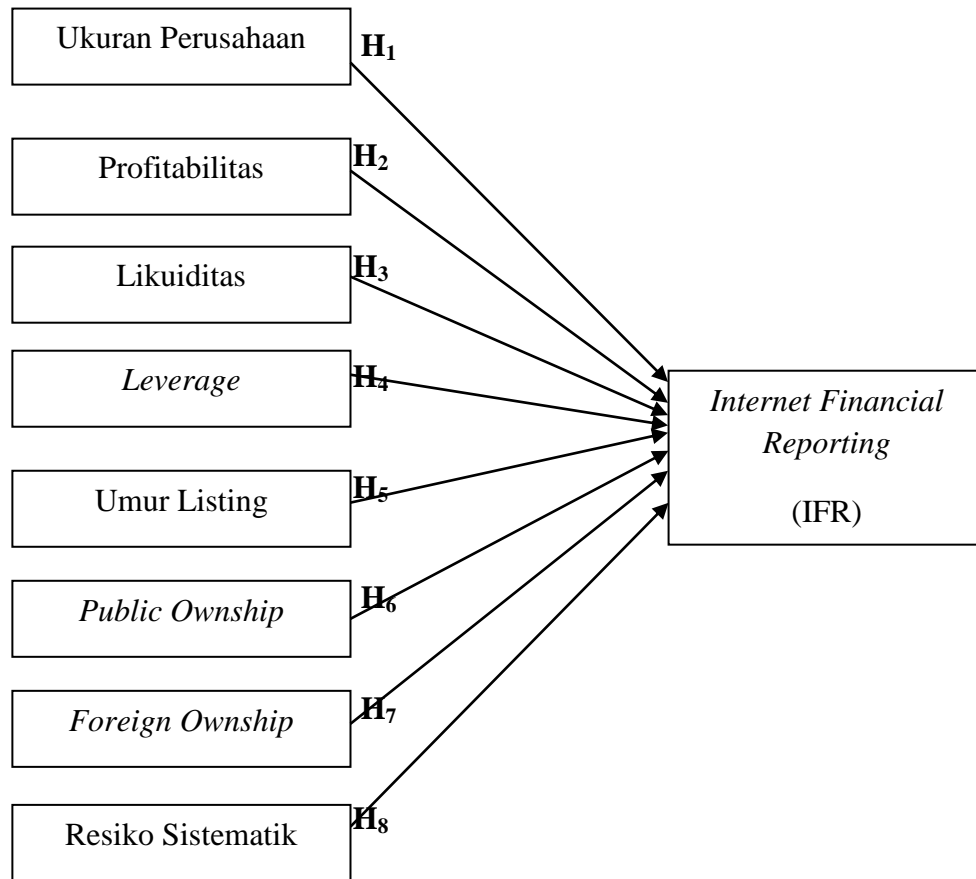 Ukuran Perusahaan
H1
Profitabilitas
H2
Likuiditas
H3
Leverage
H4
Umur Listing
H5
Public Ownship
H6
Foreign Ownship
H7
Resiko Sistematik
H8
Internet Financial
Reporting
(IFR)